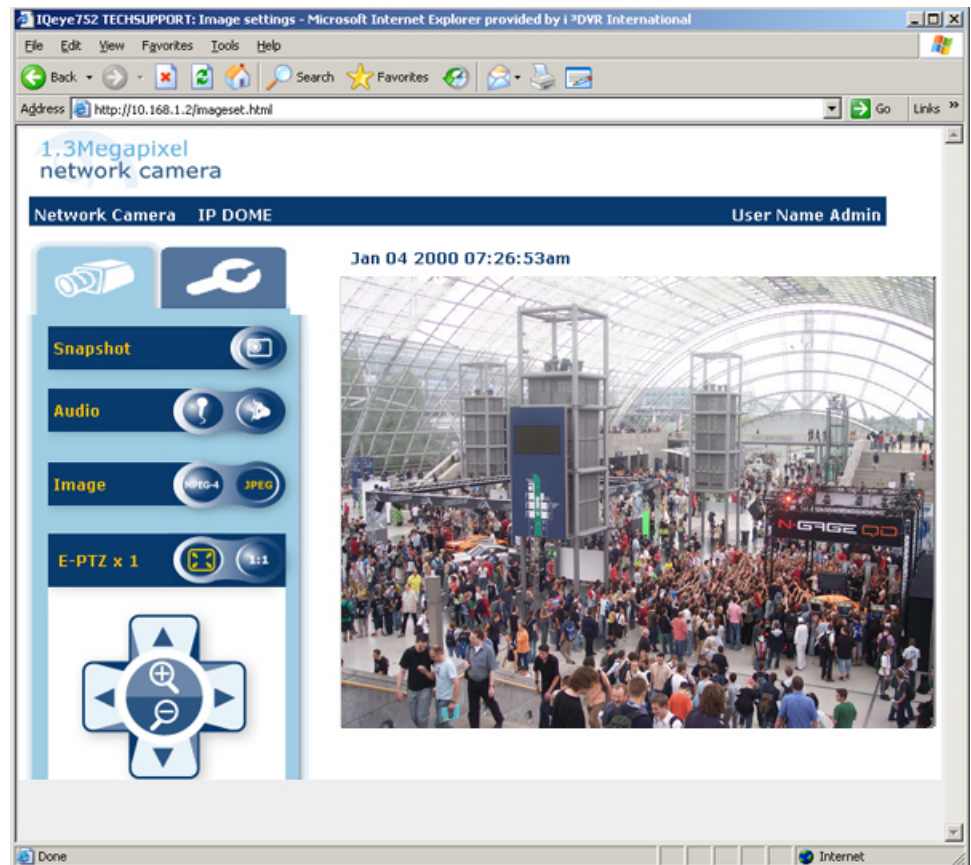 IQeye752 TECHSUPPORT: Image settings - Microsoft Internet Explorer provided by i ³DVR International
File Edit View Favorites Tools Help
Back Search Favorites
Address http://10.168.1.2/imageset.html Go Links »
1.3Megapixel
network camera
Network Camera IP DOME User Name Admin
Jan 04 2000 07:26:53am
Snapshot
Audio
Image MPEG-4 JPEG
E-PTZ x 1 1:1
N·GAGE QD
Done Internet